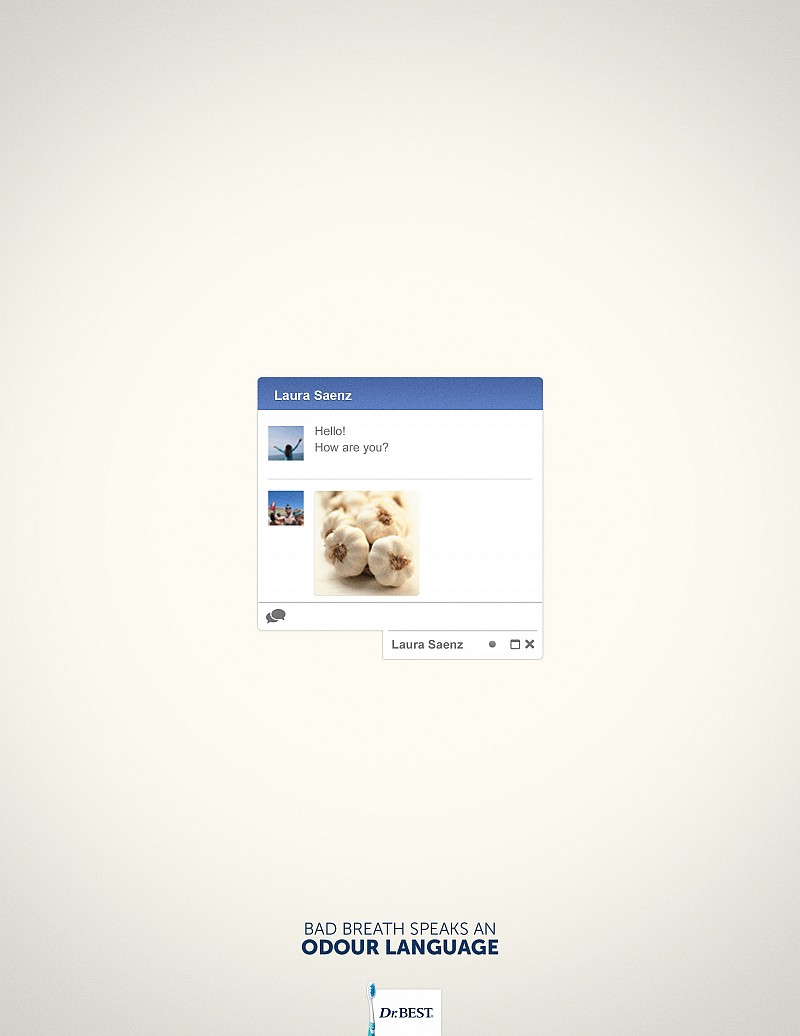 Laura Saenz
Hello!
How are you?
Laura Saenz
BAD BREATH SPEAKS AN
ODOUR LANGUAGE
Dr.BEST.